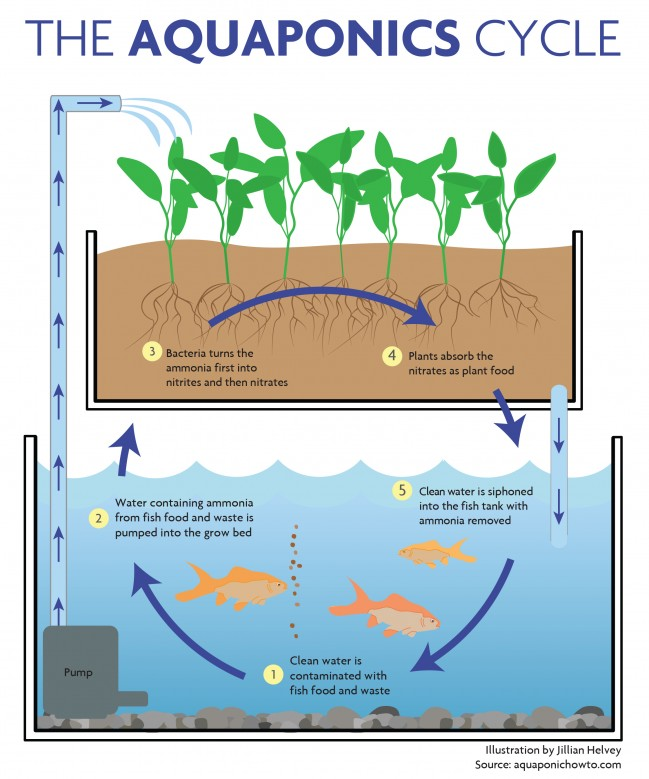 THE AQUAPONICS CYCLE
3 Bacteria turns the
ammonia first into
nitrites and then nitrates
4 Plants absorb the
nitrates as plant food
2 Water containing ammonia
from fish food and waste is
pumped into the grow bed
5 Clean water is siphoned
into the fish tank with
ammonia removed
1 Clean water is
contaminated with
fish food and waste
Pump
Illustration by Jillian Helvey
Source: aquaponichowto.com